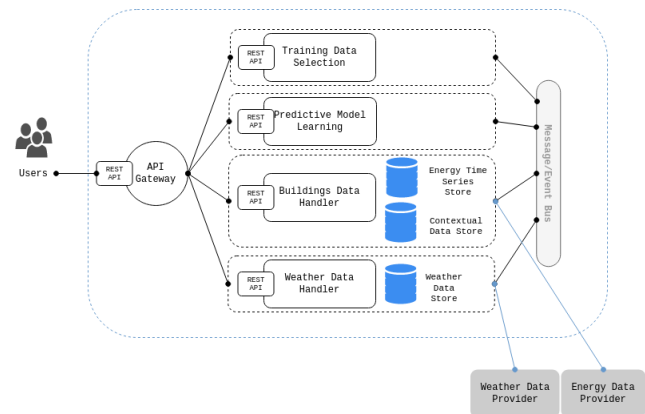 REST
API
Training Data
Selection
REST
API
Predictive Model
Learning
Users
REST
API
API
Gateway
REST
API
Buildings Data
Handler
Energy Time
Series
Store
Contextual
Data Store
Message/Event Bus
REST
API
Weather Data
Handler
Weather
Data
Store
Weather Data
Provider
Energy Data
Provider